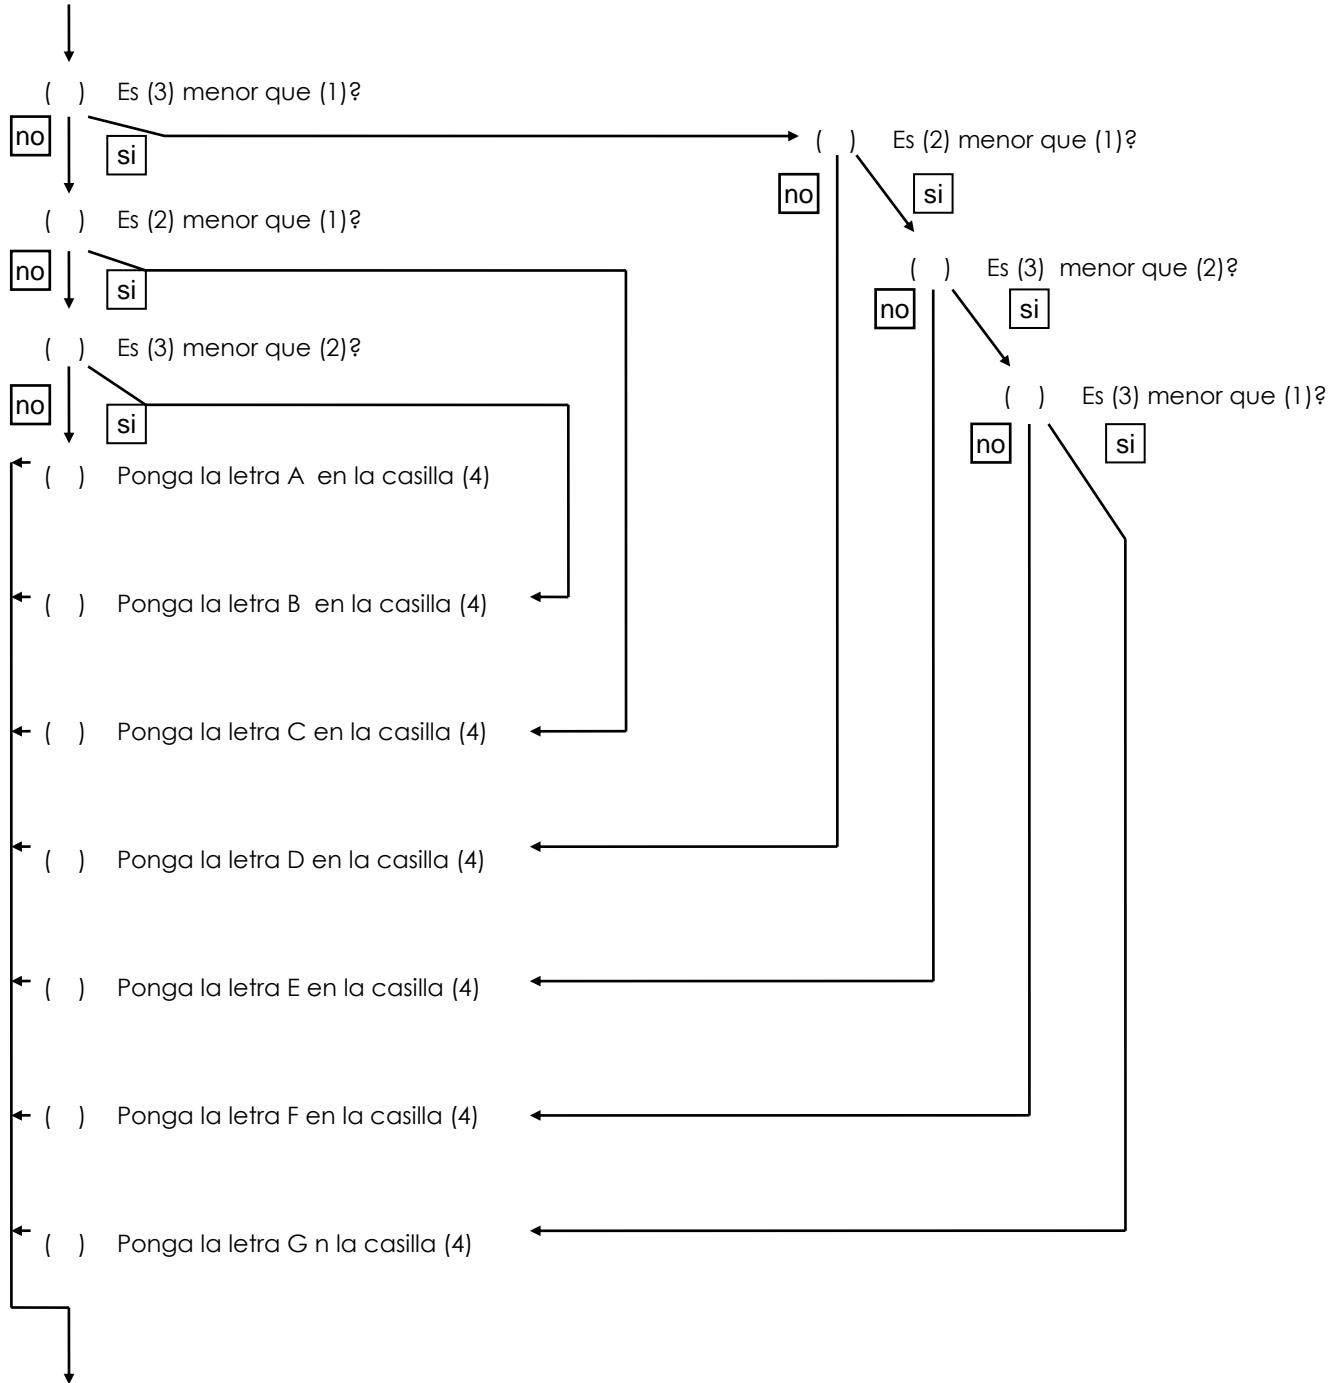 ( ) Es (3) menor que (1)?
no
si
( ) Es (2) menor que (1)?
no
si
( ) Es (2) menor que (1)?
no
si
( ) Es (3) menor que (2)?
no
si
( ) Es (3) menor que (2)?
no
si
( ) Es (3) menor que (1)?
no
si
( ) Ponga la letra A en la casilla (4)
( ) Ponga la letra B en la casilla (4)
( ) Ponga la letra C en la casilla (4)
( ) Ponga la letra D en la casilla (4)
( ) Ponga la letra E en la casilla (4)
( ) Ponga la letra F en la casilla (4)
( ) Ponga la letra G n la casilla (4)